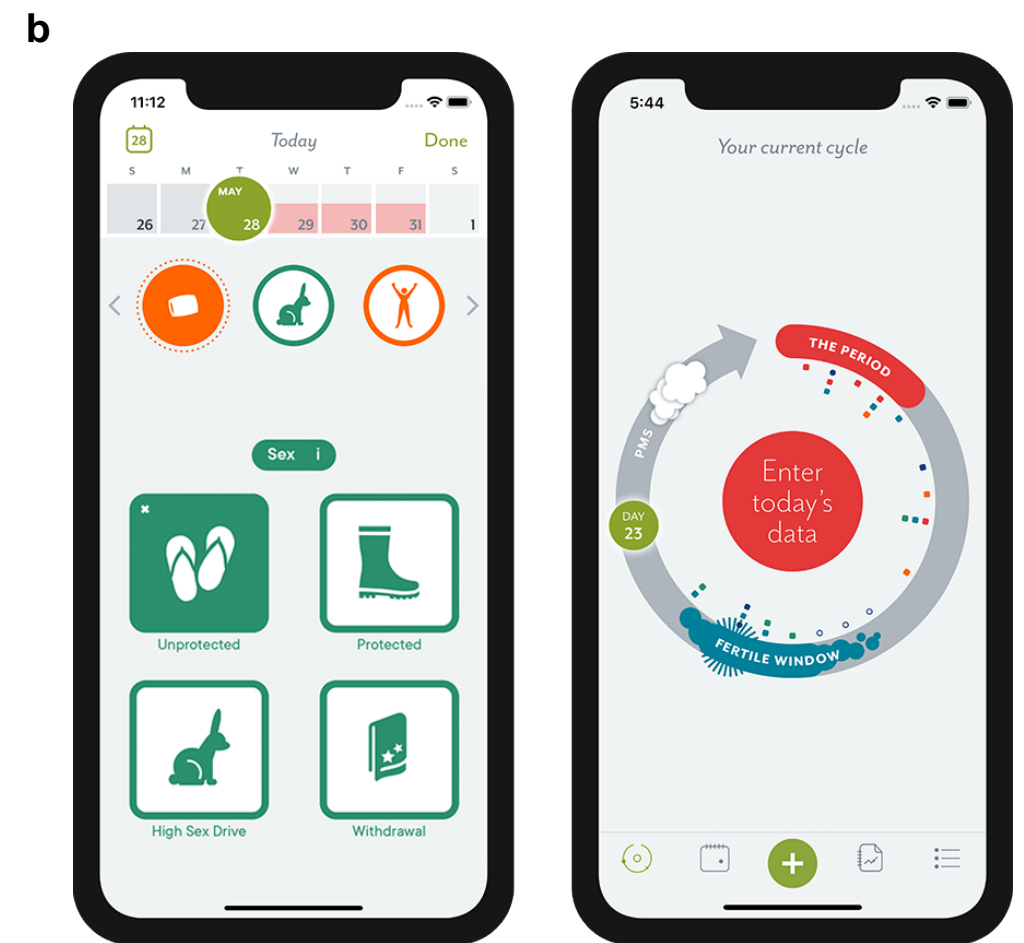 b
11:12
28
Today
Done
S M T W T F S
MAY
26 27 28 29 30 31 1
Sex i
Unprotected
Protected
High Sex Drive
Withdrawal
5:44
Your current cycle
THE PERIOD
PMS
Enter
today's
data
DAY
23
FERTILE WINDOW